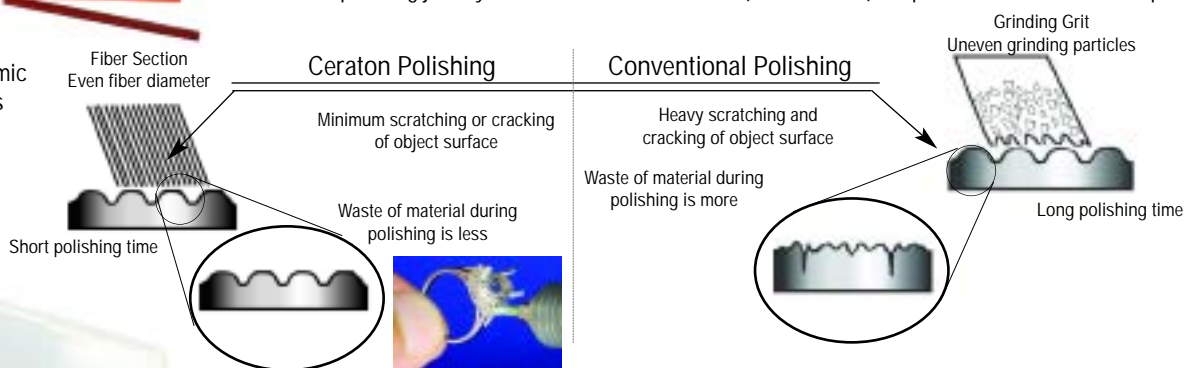 Grinding Grit
Uneven grinding particles
Fiber Section
Even fiber diameter
Ceraton Polishing
Conventional Polishing
Minimum scratching or cracking
of object surface
Heavy scratching and
cracking of object surface
Waste of material during
polishing is more
Waste of material during
polishing is less
Short polishing time
Long polishing time